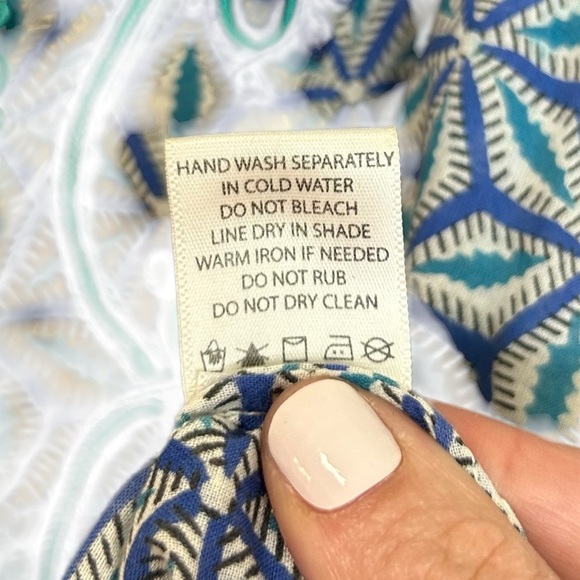 HAND WASH SEPARATELY
IN COLD WATER
DO NOT BLEACH
LINE DRY IN SHADE
WARM IRON IF NEEDED
DO NOT RUB
DO NOT DRY CLEAN